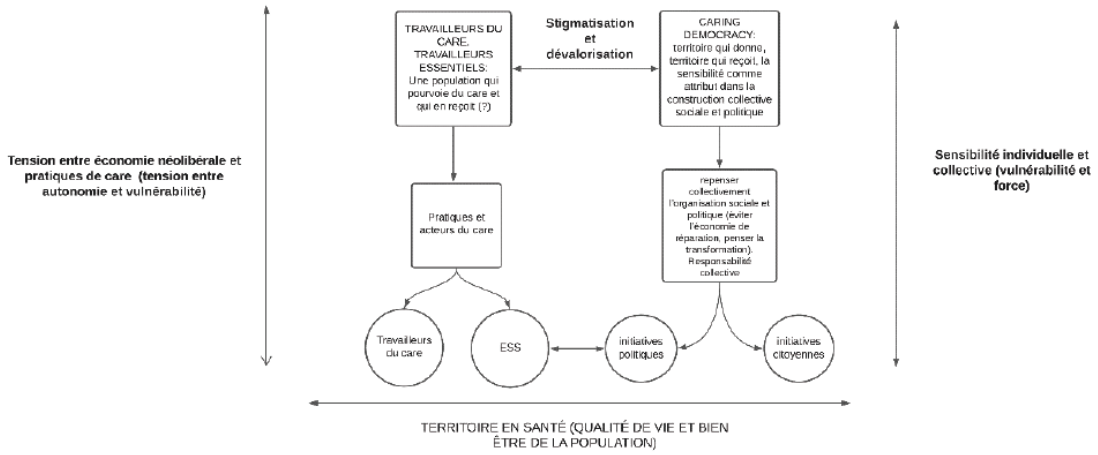 TRAVAILLEURS DU
CARE,
TRAVAILLEURS
ESSENTIELS:
Une population qui
pourvoie du care et
qui en reçoit (?)
Stigmatisation
et
dévalorisation
CARING
DEMOCRACY:
territoire qui donne,
territoire qui reçoit, la
sensibilité comme
attribut dans la
construction collective
sociale et politique
Tension entre économie néolibérale et
pratiques de care (tension entre
autonomie et vulnérabilité)
Sensibilité individuelle et
collective (vulnérabilité et
force)
Pratiques et
acteurs du care
repenser
collectivement
l'organisation sociale et
politique (éviter
l'économie de
réparation, penser la
transformation).
Responsabilité
collective
Travailleurs
du care
ESS
initiatives
politiques
initiatives
citoyennes
TERRITOIRE EN SANTÉ (QUALITÉ DE VIE ET BIEN
ÊTRE DE LA POPULATION)